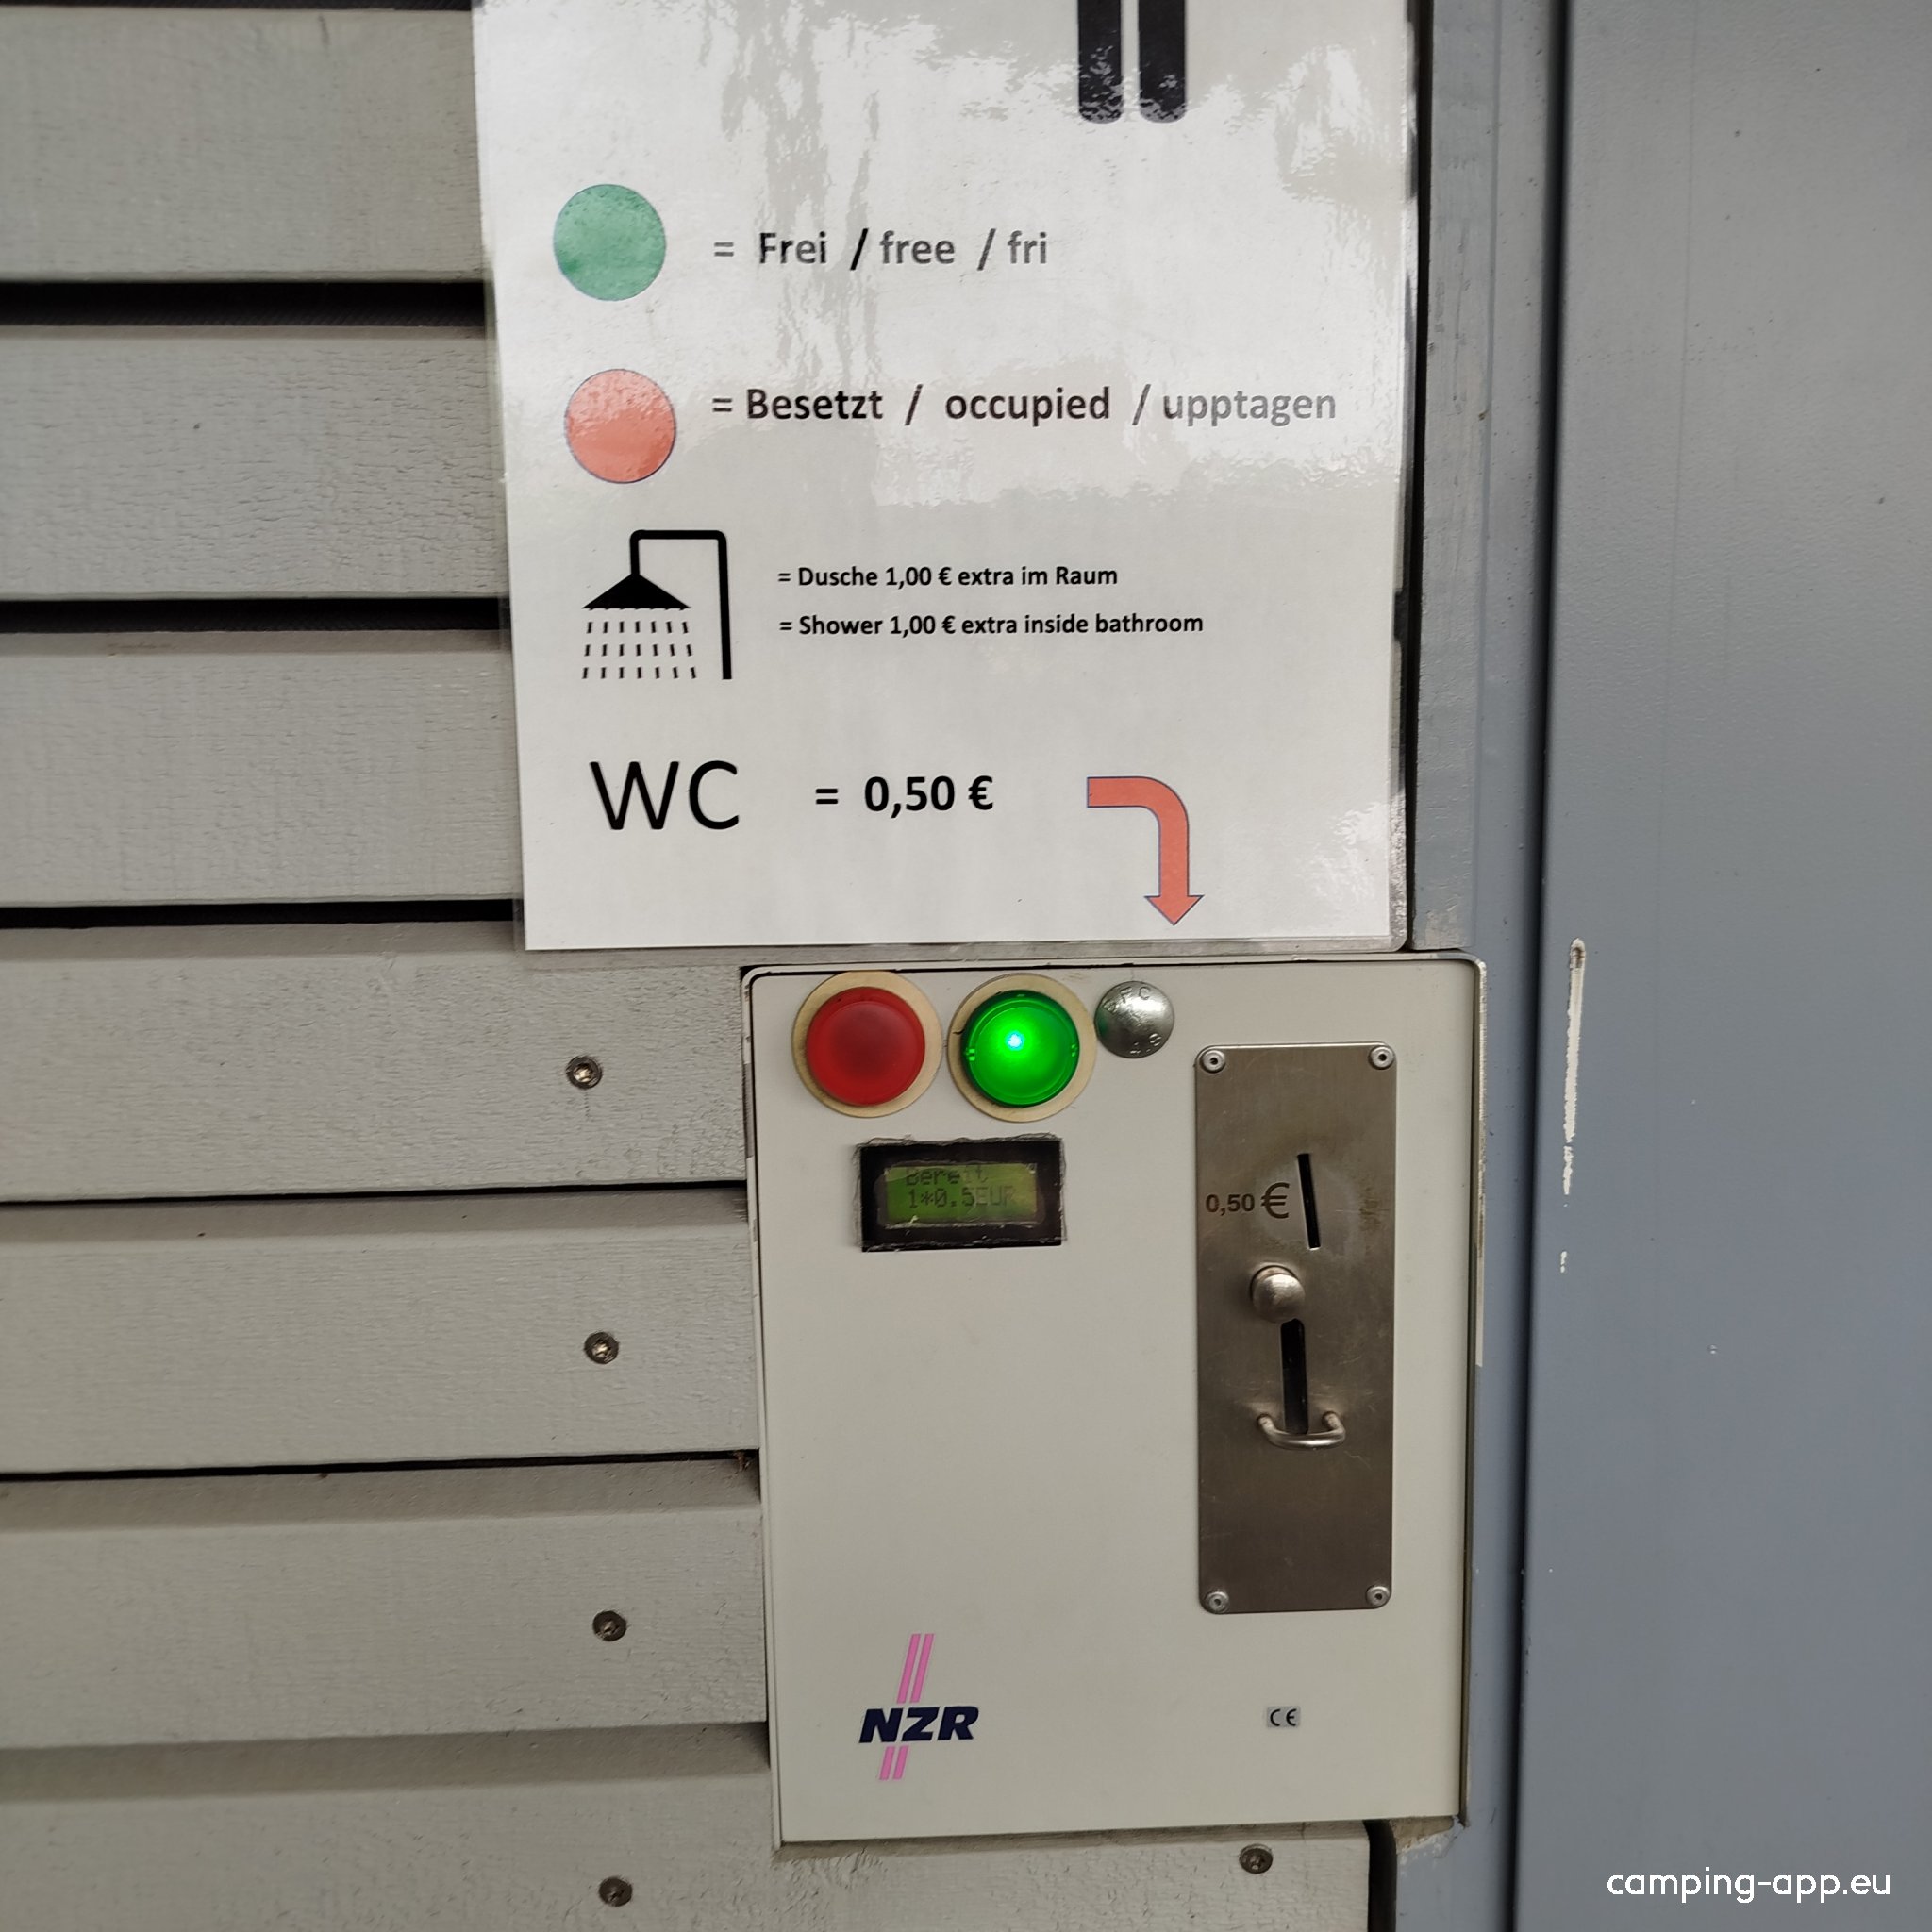 = Frei / free / fri
= Besetzt / occupied / upptagen
= Dusche 1,00 € extra im Raum
= Shower 1,00 € extra inside bathroom
WC = 0,50 €
Bereit
1*0.5EUR
0,50 €
NZR
CE
camping-app.eu